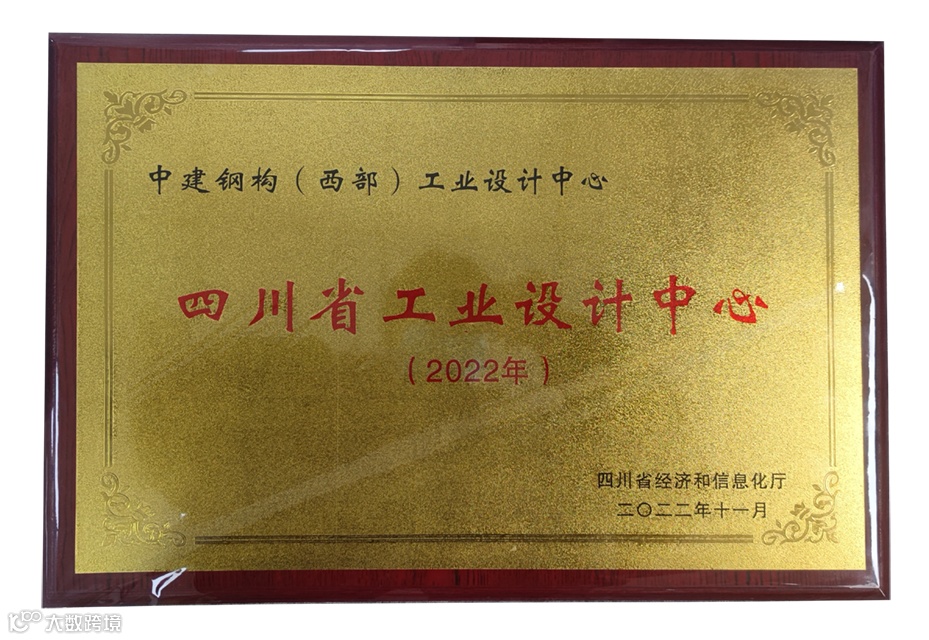 中建钢构（西部）工业设计中心
四川省工业设计中心
（2022年）
四川省经济和信息化厅
二〇二二年十一月
大数跨境